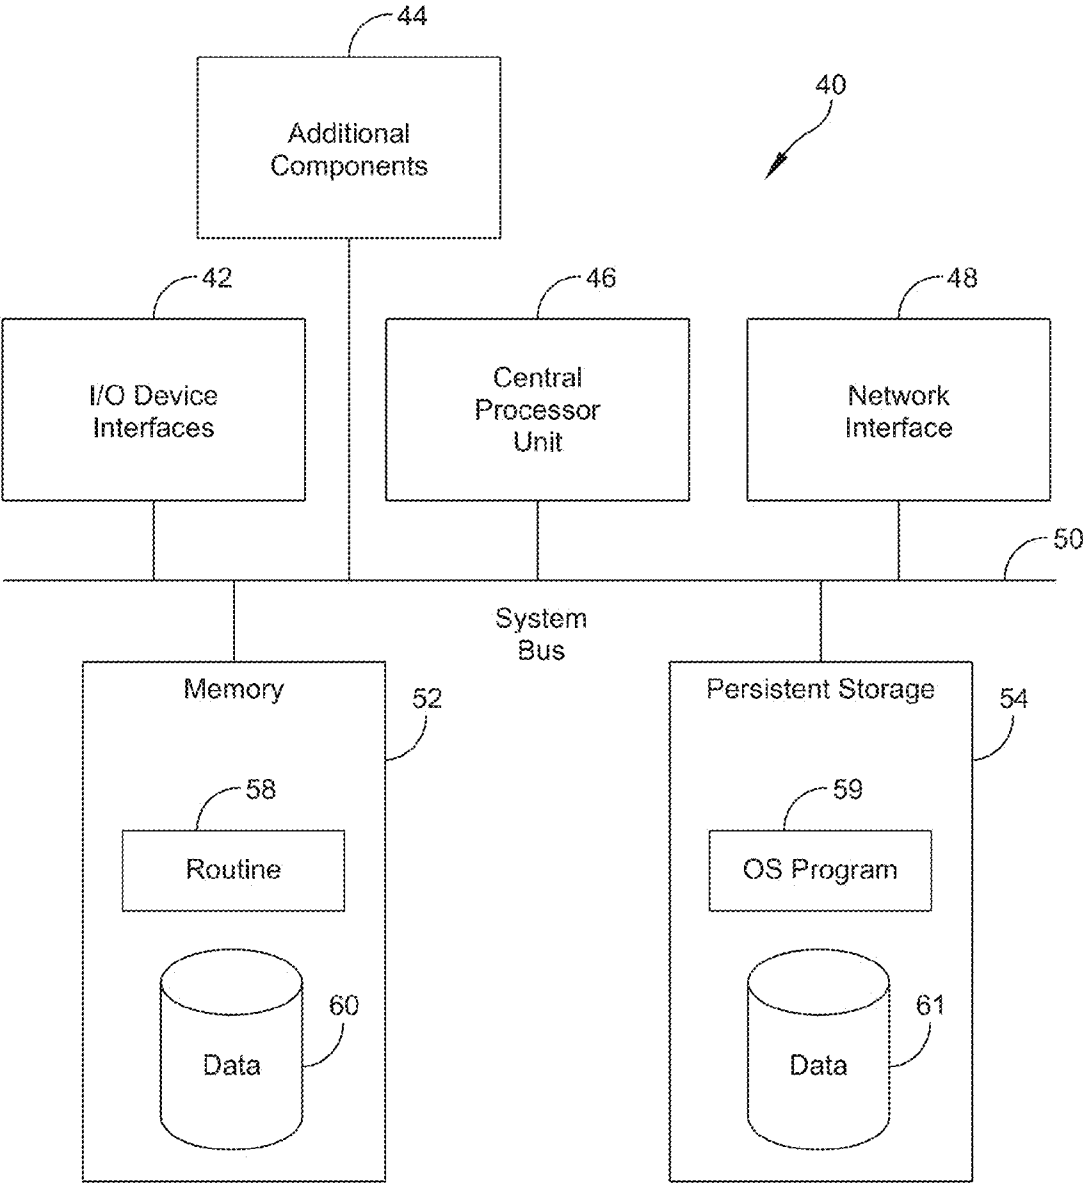 44
Additional
Components
40
42
I/O Device
Interfaces
46
Central
Processor
Unit
48
Network
Interface
50
System
Bus
Memory
52
58
Routine
60
Data
Persistent Storage
54
59
OS Program
61
Data